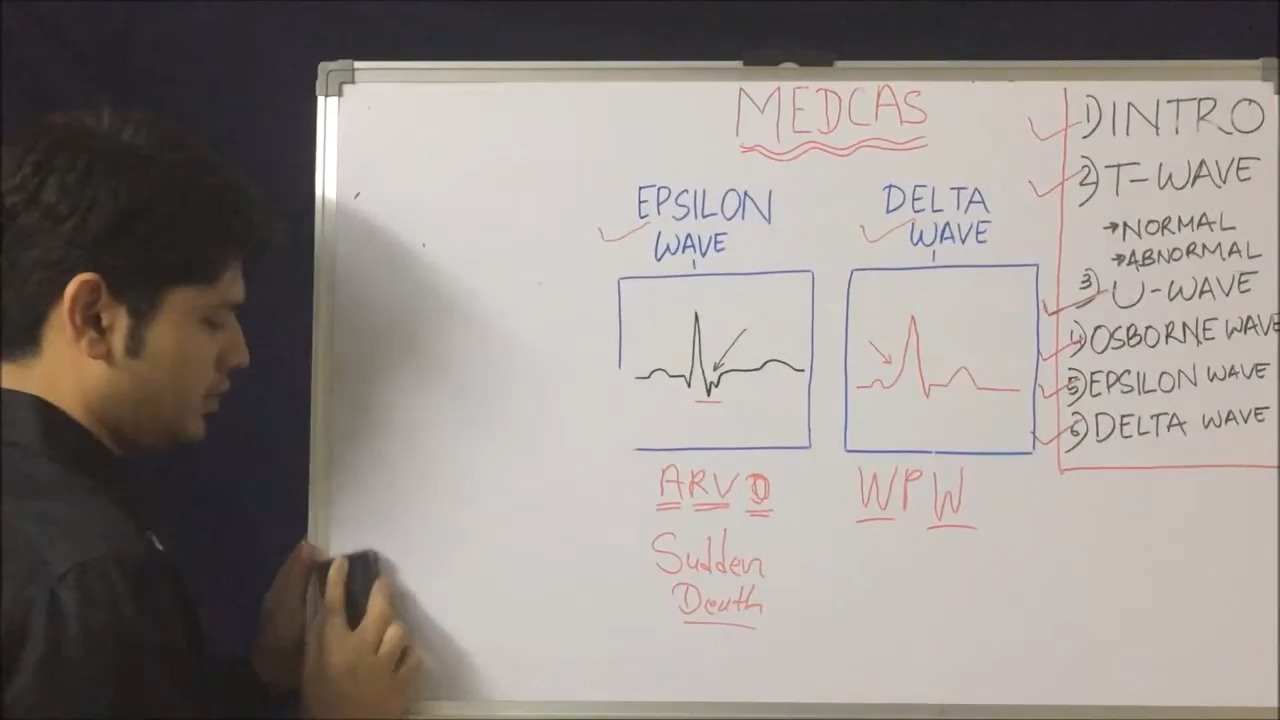 MEDCAS
EPSILON
WAVE
ARVD
Sudden
Death
DELTA
WAVE
WPW
1) INTRO
2) T-WAVE
→NORMAL
→ABNORMAL
3) U-WAVE
4) OSBORNE WAVE
5) EPSILON WAVE
6) DELTA WAVE